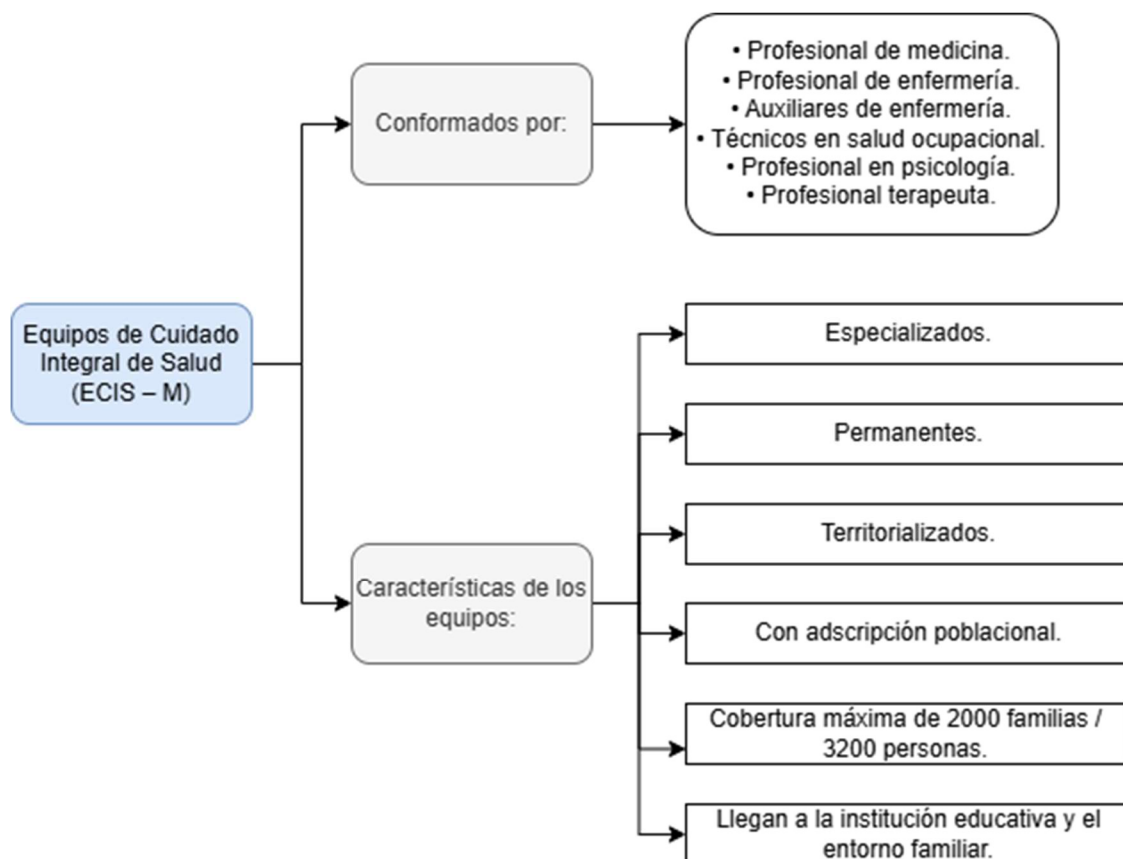 • Profesional de medicina.
• Profesional de enfermería.
• Auxiliares de enfermería.
• Técnicos en salud ocupacional.
• Profesional en psicología.
• Profesional terapeuta.
Conformados por:
Equipos de Cuidado
Integral de Salud
(ECIS – M)
Características de los
equipos:
Especializados.
Permanentes.
Territorializados.
Con adscripción poblacional.
Cobertura máxima de 2000 familias /
3200 personas.
Llegan a la institución educativa y el
entorno familiar.